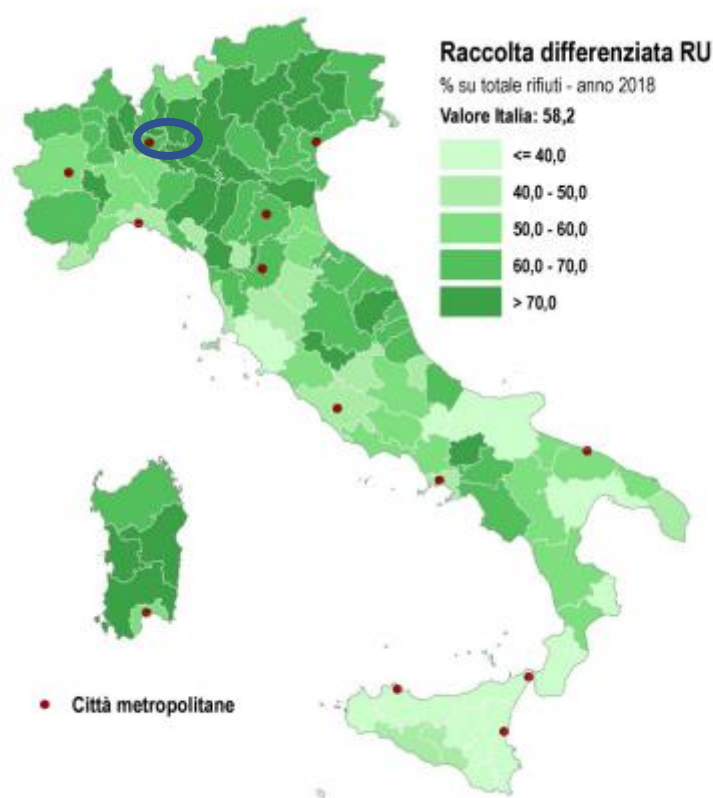 Raccolta differenziata RU
% su totale rifiuti - anno 2018
Valore Italia: 58,2
<= 40,0
40,0 - 50,0
50,0 - 60,0
60,0 - 70,0
> 70,0
Città metropolitane